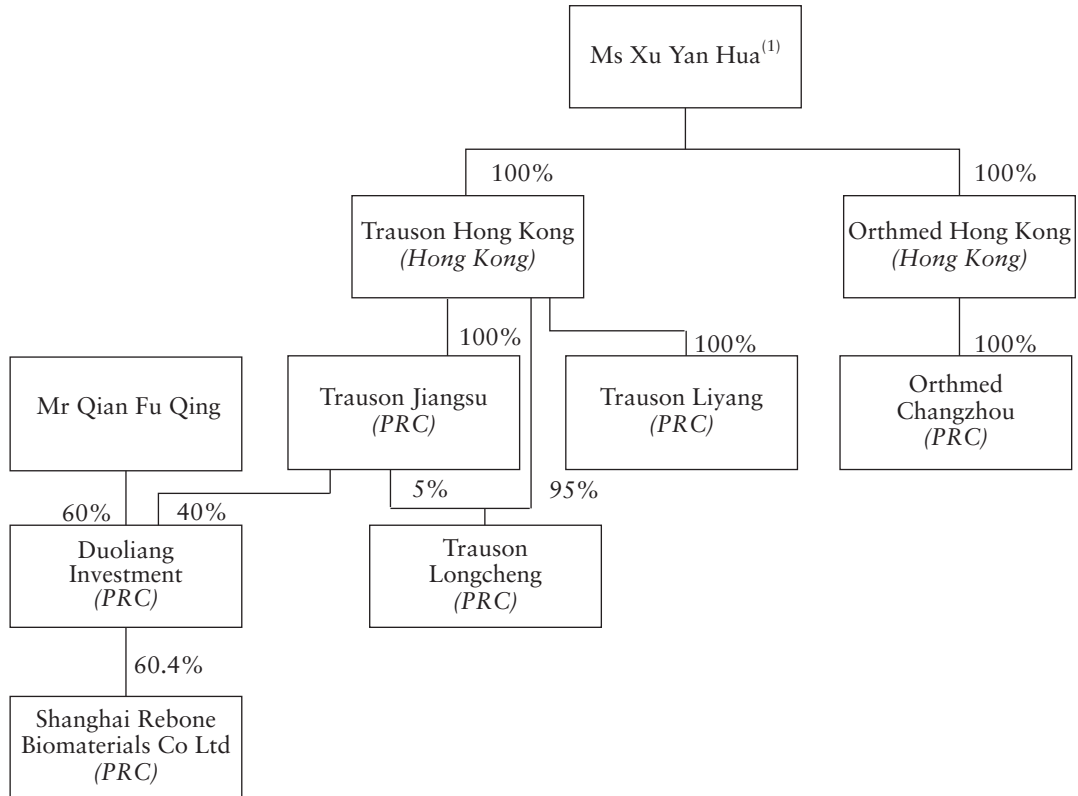 Ms Xu Yan Hua(1)
100%
100%
Trauson Hong Kong
(Hong Kong)
Orthmed Hong Kong
(Hong Kong)
100%
100%
100%
Mr Qian Fu Qing
Trauson Jiangsu
(PRC)
Trauson Liyang
(PRC)
Orthmed
Changzhou
(PRC)
60%
40%
5%
95%
Duoliang
Investment
(PRC)
Trauson
Longcheng
(PRC)
60.4%
Shanghai Rebone
Biomaterials Co Ltd
(PRC)